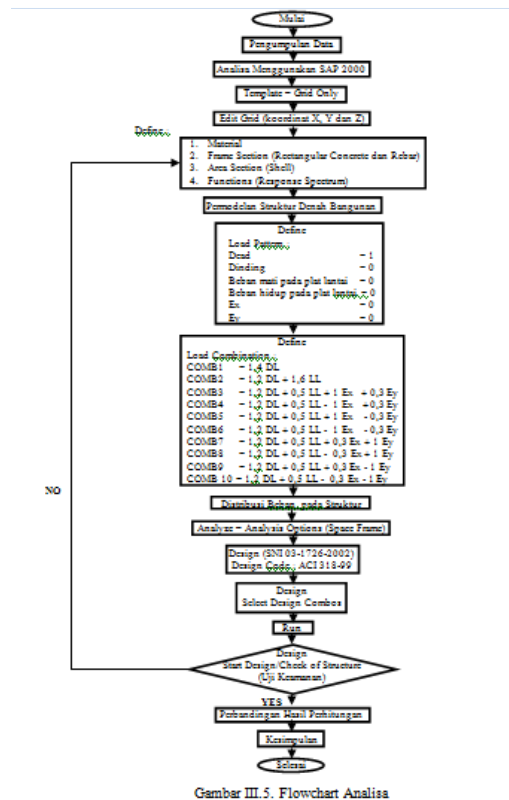 Mulai
Pengumpulan Data
Analisa Menggunakan SAP 2000
Template – Grid Only
Edit Grid (koordinat X, Y dan Z)
Define
1. Material
2. Frame Section (Rectangular Concrete dan Rebar)
3. Area Section (Shell)
4. Functions (Response Spectrum)
Permodelan Struktur Denah Bangunan
Define
Load Pattern :
Dead = 1
Dinding = 0
Beban mati pada plat lantai = 0
Beban hidup pada plat lantai = 0
Ex = 0
Ey = 0
Define
Load Combination :
COMB1 = 1,4 DL
COMB2 = 1,2 DL + 1,6 LL
COMB3 = 1,2 DL + 0,5 LL + 1 Ex + 0,3 Ey
COMB4 = 1,2 DL + 0,5 LL - 1 Ex + 0,3 Ey
COMB5 = 1,2 DL + 0,5 LL + 1 Ex - 0,3 Ey
COMB6 = 1,2 DL + 0,5 LL - 1 Ex - 0,3 Ey
COMB7 = 1,2 DL + 0,5 LL + 0,3 Ex + 1 Ey
COMB8 = 1,2 DL + 0,5 LL - 0,3 Ex + 1 Ey
COMB9 = 1,2 DL + 0,5 LL + 0,3 Ex - 1 Ey
COMB 10 = 1,2 DL + 0,5 LL - 0,3 Ex - 1 Ey
NO
Distribusi Beban pada Struktur
Analyze – Analysis Options (Space Frame)
Design (SNI 03-1726-2002)
Design Code : ACI 318-99
Design
Select Design Combos
Run
Design
Start Design/Check of Structure
(Uji Keamanan)
YES
Perbandingan Hasil Perhitungan
Kesimpulan
Selesai
Gambar III.5. Flowchart Analisa